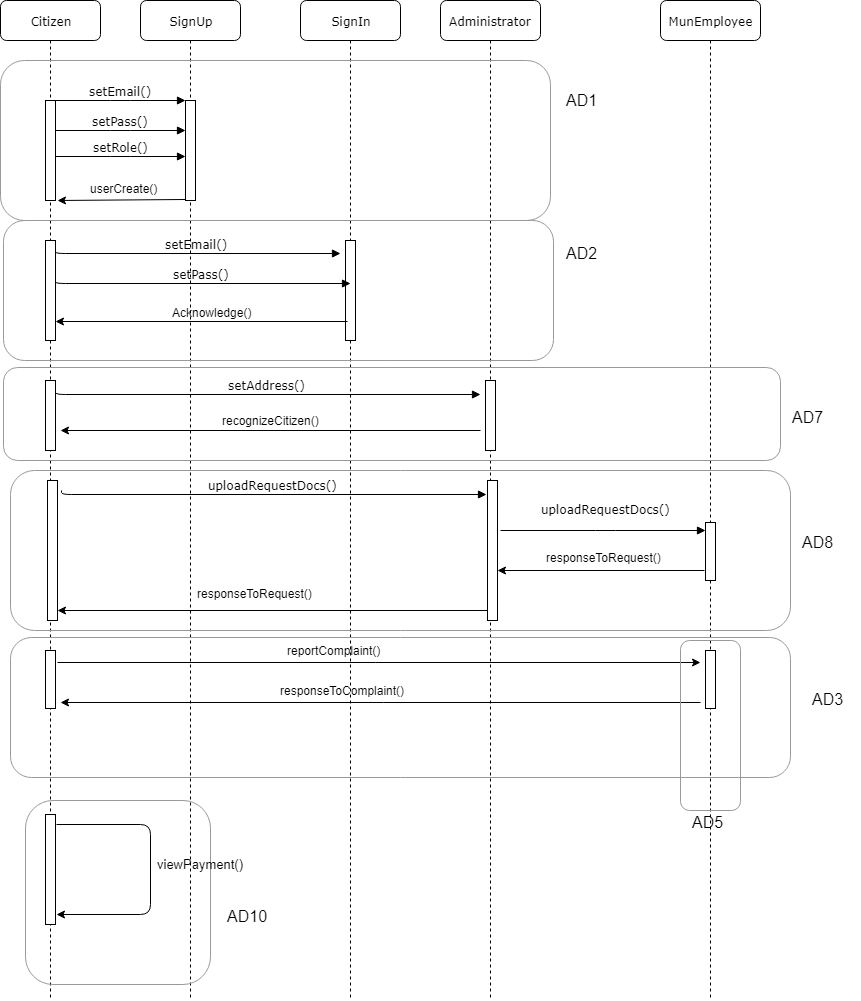 Citizen
SignUp
SignIn
Administrator
MunEmployee
setEmail()
AD1
setPass()
setRole()
userCreate()
setEmail()
AD2
setPass()
Acknowledge()
setAddress()
recognizeCitizen()
AD7
uploadRequestDocs()
uploadRequestDocs()
AD8
responseToRequest()
responseToRequest()
reportComplaint()
responseToComplaint()
AD3
AD5
viewPayment()
AD10